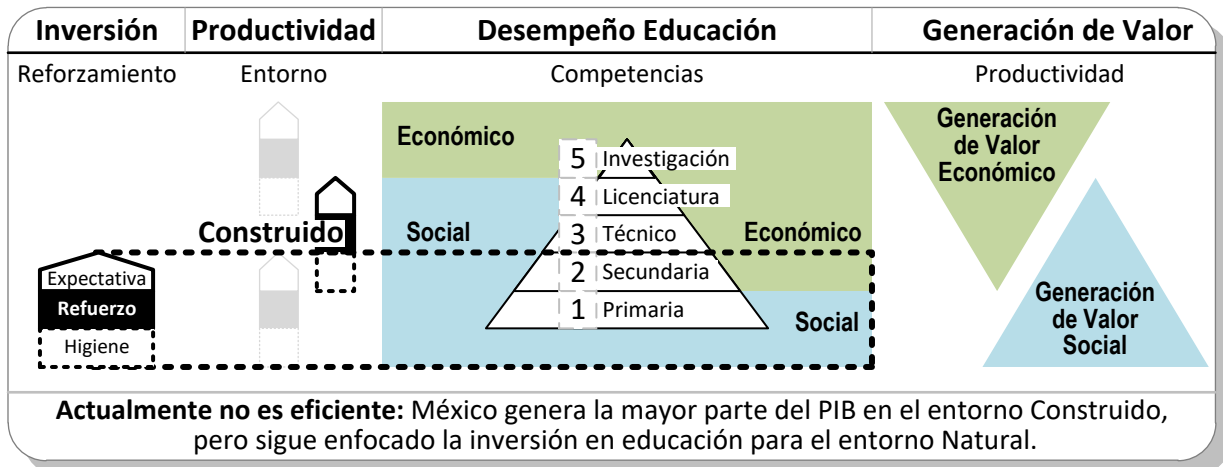 Inversión
Productividad
Desempeño Educación
Generación de Valor
Reforzamiento
Entorno
Competencias
Productividad
Económico
Generación
de Valor
Económico
5 Investigación
4 Licenciatura
Construido
Social
3 Técnico
Económico
Expectativa
2 Secundaria
Refuerzo
1 Primaria
Social
Generación
de Valor
Social
Higiene
Actualmente no es eficiente: México genera la mayor parte del PIB en el entorno Construido,
pero sigue enfocado la inversión en educación para el entorno Natural.